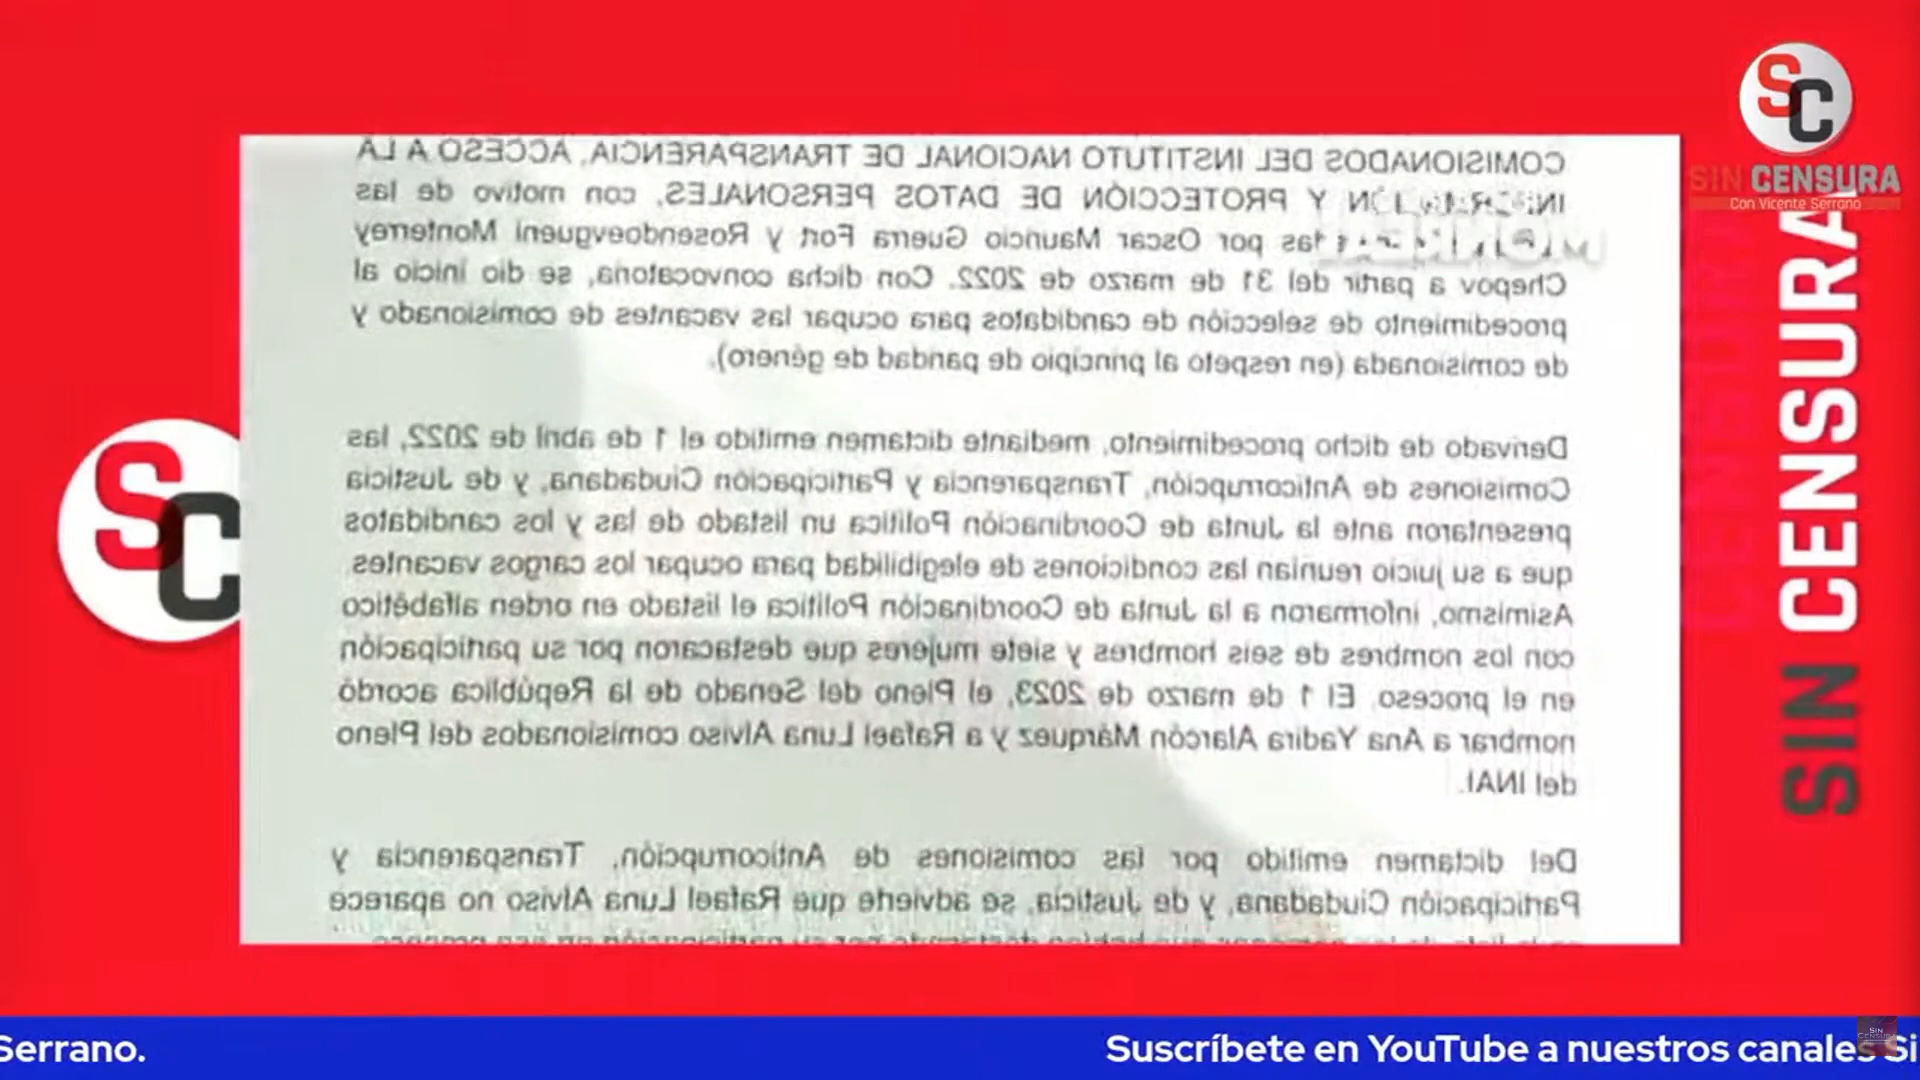 COMISIONADOS DEL INSTITUTO NACIONAL DE TRANSPARENCIA, ACCESO A LA
Y PROTECCIÓN DE DATOS PERSONALES, con motivo de las
por Oscar Mauricio Guerra Fort y Rosendoevgueni Monterrey
Chepov a partir del 31 de marzo de 2022. Con dicha convocatoria, se dio inicio al
procedimiento de selección de candidatos para ocupar las vacantes de comisionado y
de comisionada (en respeto al principio de paridad de género).
Derivado de dicho procedimiento, mediante dictamen emitido el 1 de abril de 2022, las
Comisiones de Anticorrupción, Transparencia y Participación Ciudadana, y de Justicia
presentaron ante la Junta de Coordinación Política un listado de las y los candidatos
que a su juicio reunían las condiciones de elegibilidad para ocupar los cargos vacantes
Asimismo, informaron a la Junta de Coordinación Política el listado en orden alfabético
con los nombres de seis hombres y siete mujeres que destacaron por su participación
en el proceso. El 1 de marzo de 2023, el Pleno del Senado de la República acordó
nombrar a Ana Yadira Alarcón Márquez y a Rafael Luna Alviso comisionados del Pleno
del INAI.
Del dictamen emitido por las comisiones de Anticorrupción, Transparencia y
Participación Ciudadana, y de Justicia, se advierte que Rafael Luna Alviso no aparece
SC
SIN CENSURA
Con Vicente Serrano
SC
SIN CENSURA
Serrano.
Suscríbete en YouTube a nuestros canales Si